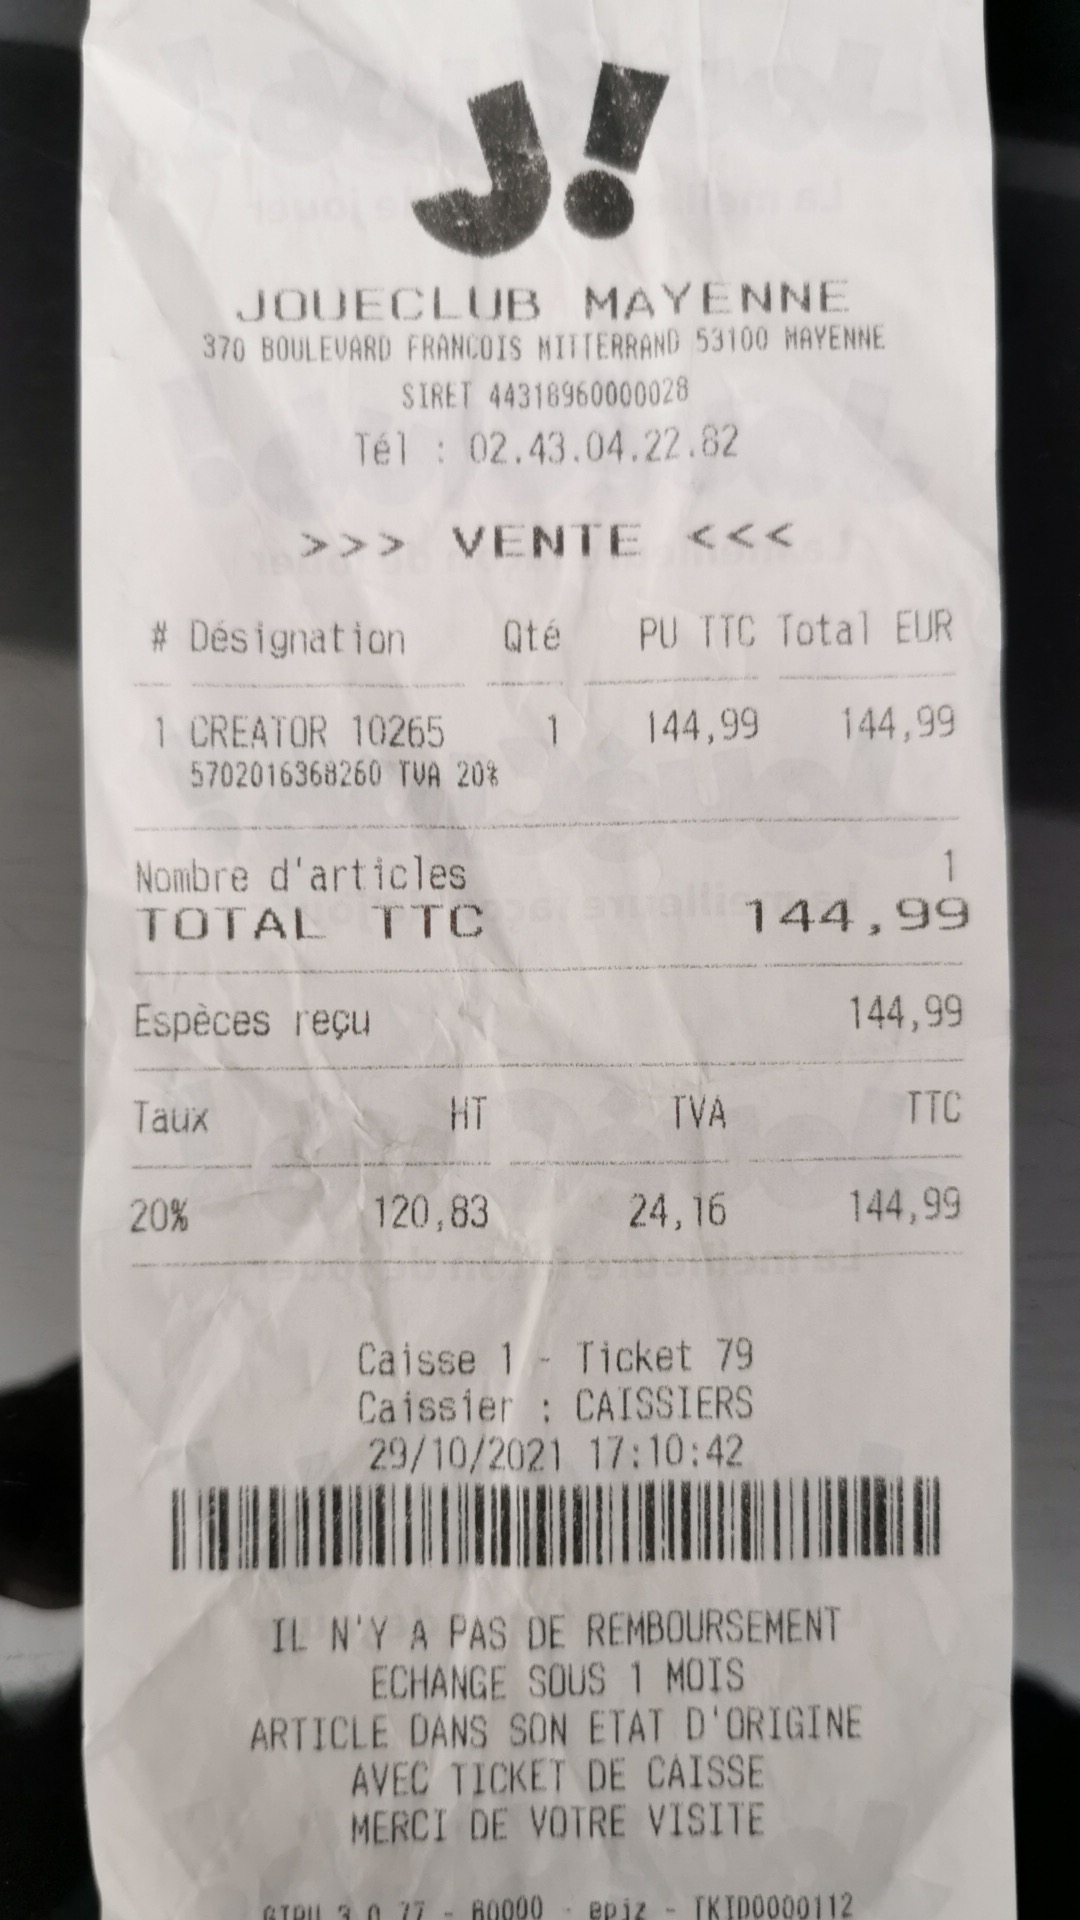 J!
JOUECLUB MAYENNE
370 BOULEVARD FRANCOIS MITTERRAND 53100 MAYENNE
SIRET 44318960000028
Tél : 02.43.04.22.82
>>> VENTE <<<
# Désignation Qté PU TTC Total EUR
1 CREATOR 10265 1 144,99 144,99
5702016368260 TVA 20%
Nombre d'articles 1
TOTAL TTC 144,99
Espèces reçu 144,99
Taux HT TVA TTC
20% 120,83 24,16 144,99
Caisse 1 - Ticket 79
Caissier : CAISSIERS
29/10/2021 17:10:42
IL N'Y A PAS DE REMBOURSEMENT
ECHANGE SOUS 1 MOIS
ARTICLE DANS SON ETAT D'ORIGINE
AVEC TICKET DE CAISSE
MERCI DE VOTRE VISITE
3.0.77 - - TKID0000112